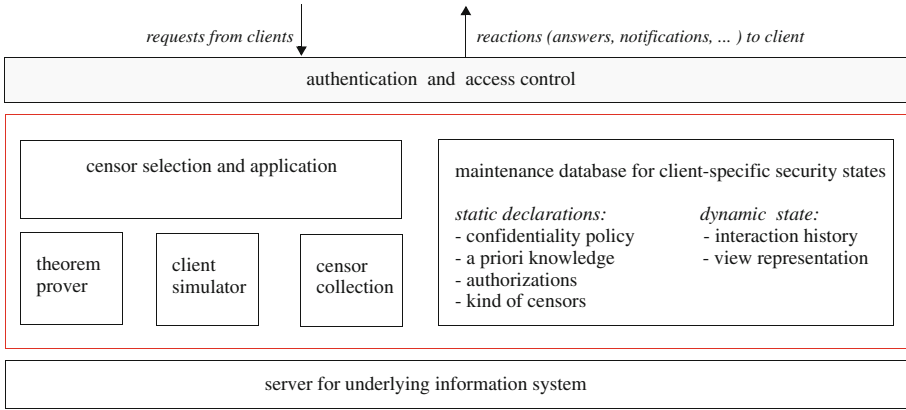 requests from clients
reactions (answers, notifications, ... ) to client
authentication and access control
censor selection and application
theorem
prover
client
simulator
censor
collection
maintenance database for client-specific security states
static declarations:
- confidentiality policy
- a priori knowledge
- authorizations
- kind of censors
dynamic state:
- interaction history
- view representation
server for underlying information system